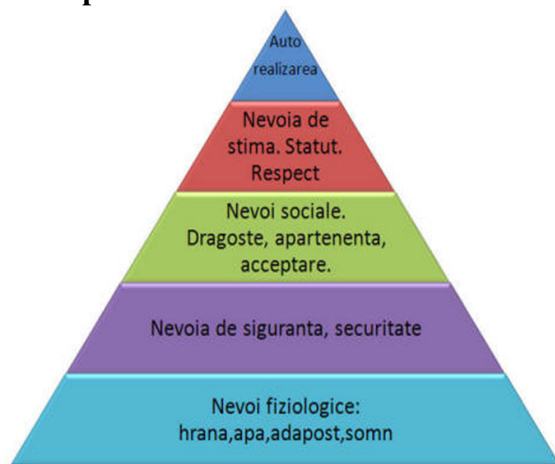 Auto
realizarea
Nevoia de
stima. Statut.
Respect
Nevoi sociale.
Dragoste, apartenenta,
acceptare.
Nevoia de siguranta, securitate
Nevoi fiziologice:
hrana,apa,adapost,somn